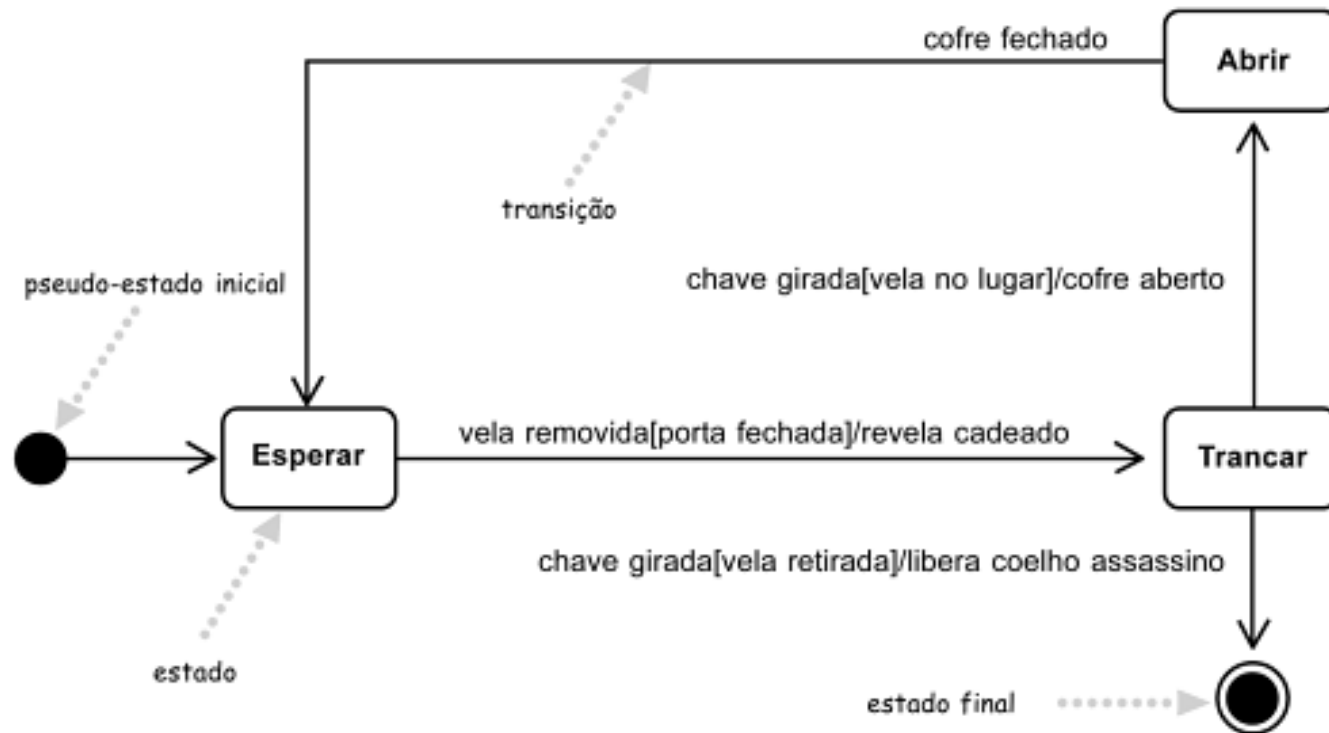 cofre fechado
Abrir
transição
chave girada[vela no lugar]/cofre aberto
pseudo-estado inicial
Esperar
vela removida[porta fechada]/revela cadeado
Trancar
chave girada[vela retirada]/libera coelho assassino
estado
estado final